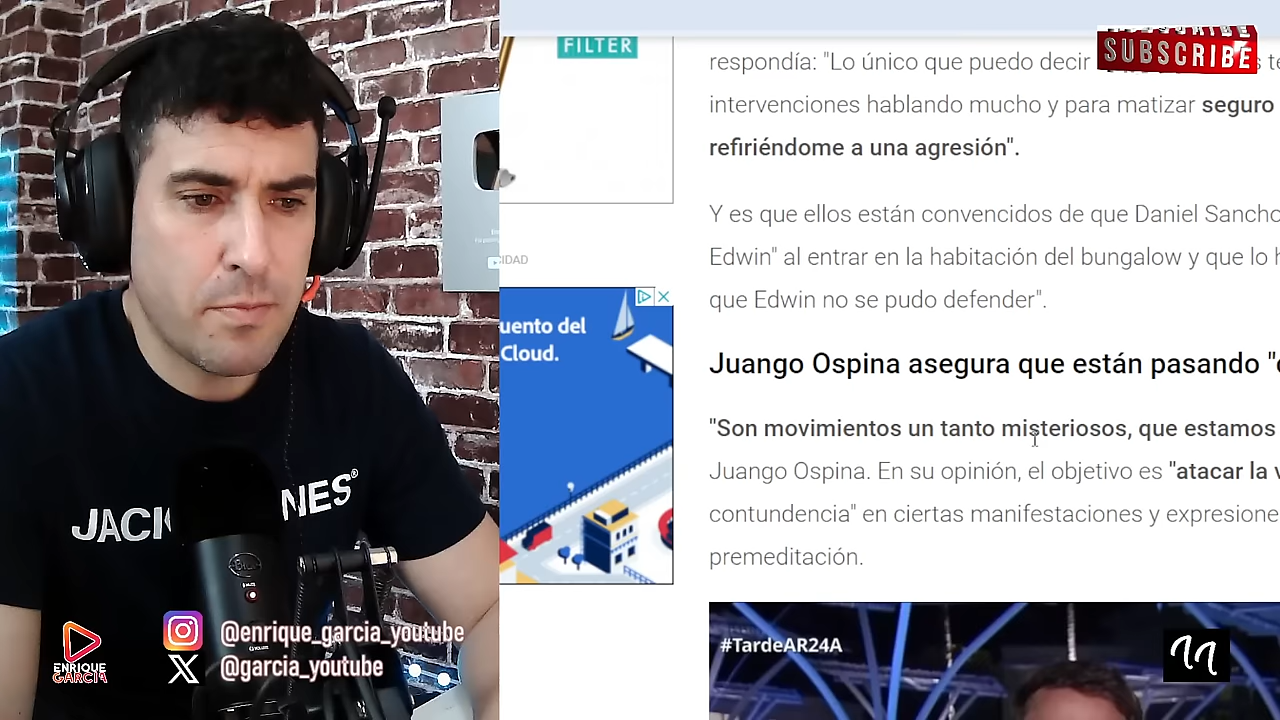 FILTER
SUBSCRIBE
respondía: "Lo único que puedo decir
intervenciones hablando mucho y para matizar seguro
refiriéndome a una agresión".
Y es que ellos están convencidos de que Daniel Sancho
Edwin" al entrar en la habitación del bungalow y que lo
que Edwin no se pudo defender".
IDAD
uento del
Cloud.
Juango Ospina asegura que están pasando
"Son movimientos un tanto misteriosos, que estamos
Juango Ospina. En su opinión, el objetivo es "atacar la
contundencia" en ciertas manifestaciones y expresione
premeditación.
JACK NES®
#TardeAR24A
@enrique_garcia_youtube
@garcia_youtube
ENRIQUE
GARCIA